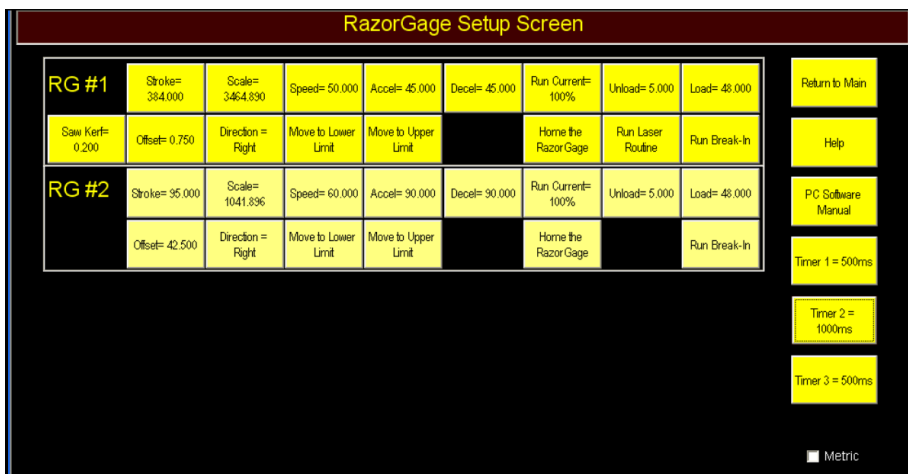 RazorGage Setup Screen
RG #1
Stroke=
384.000
Scale=
3464.890
Speed= 50.000
Accel= 45.000
Decel= 45.000
Run Current=
100%
Unload= 5.000
Load= 48.000
Return to Main
Saw Kerf=
0.200
Offset= 0.750
Direction =
Right
Move to Lower
Limit
Move to Upper
Limit
Home the
RazorGage
Run Laser
Routine
Run Break-In
Help
RG #2
Stroke= 95.000
Scale=
1041.896
Speed= 60.000
Accel= 90.000
Decel= 90.000
Run Current=
100%
Unload= 5.000
Load= 48.000
PC Software
Manual
Offset= 42.500
Direction =
Right
Move to Lower
Limit
Move to Upper
Limit
Home the
RazorGage
Run Break-In
Timer 1 = 500ms
Timer 2 =
1000ms
Timer 3 = 500ms
Metric